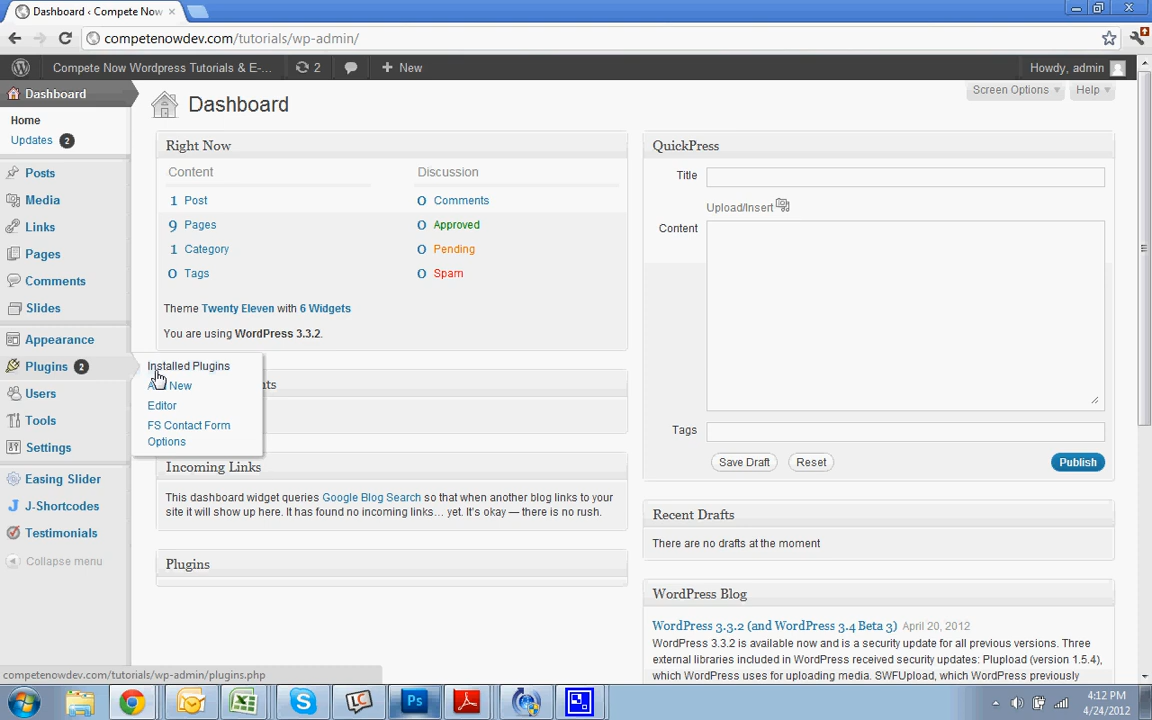 Dashboard ‹ Compete Now
competenowdev.com/tutorials/wp-admin/
Compete Now Wordpress Tutorials & E-...
2
New
Howdy, admin
Dashboard
Home
Updates 2
Posts
Media
Links
Pages
Comments
Slides
Appearance
Plugins 2
Users
Tools
Settings
Easing Slider
J-Shortcodes
Testimonials
Collapse menu
Installed Plugins
New
Editor
FS Contact Form
Options
Dashboard
Screen Options
Help
Right Now
Content
Discussion
1 Post
0 Comments
9 Pages
0 Approved
1 Category
0 Pending
0 Tags
0 Spam
Theme Twenty Eleven with 6 Widgets
You are using WordPress 3.3.2.
Incoming Links
This dashboard widget queries Google Blog Search so that when another blog links to your
site it will show up here. It has found no incoming links… yet. It's okay — there is no rush.
Plugins
QuickPress
Title
Upload/Insert
Content
Tags
Save Draft
Reset
Publish
Recent Drafts
There are no drafts at the moment
WordPress Blog
WordPress 3.3.2 (and WordPress 3.4 Beta 3) April 20, 2012
WordPress 3.3.2 is available now and is a security update for all previous versions. Three
external libraries included in WordPress received security updates: Plupload (version 1.5.4),
which WordPress uses for uploading media. SWFUpload, which WordPress previously
competenowdev.com/tutorials/wp-admin/plugins.php
Ps
4:12 PM
4/24/2012